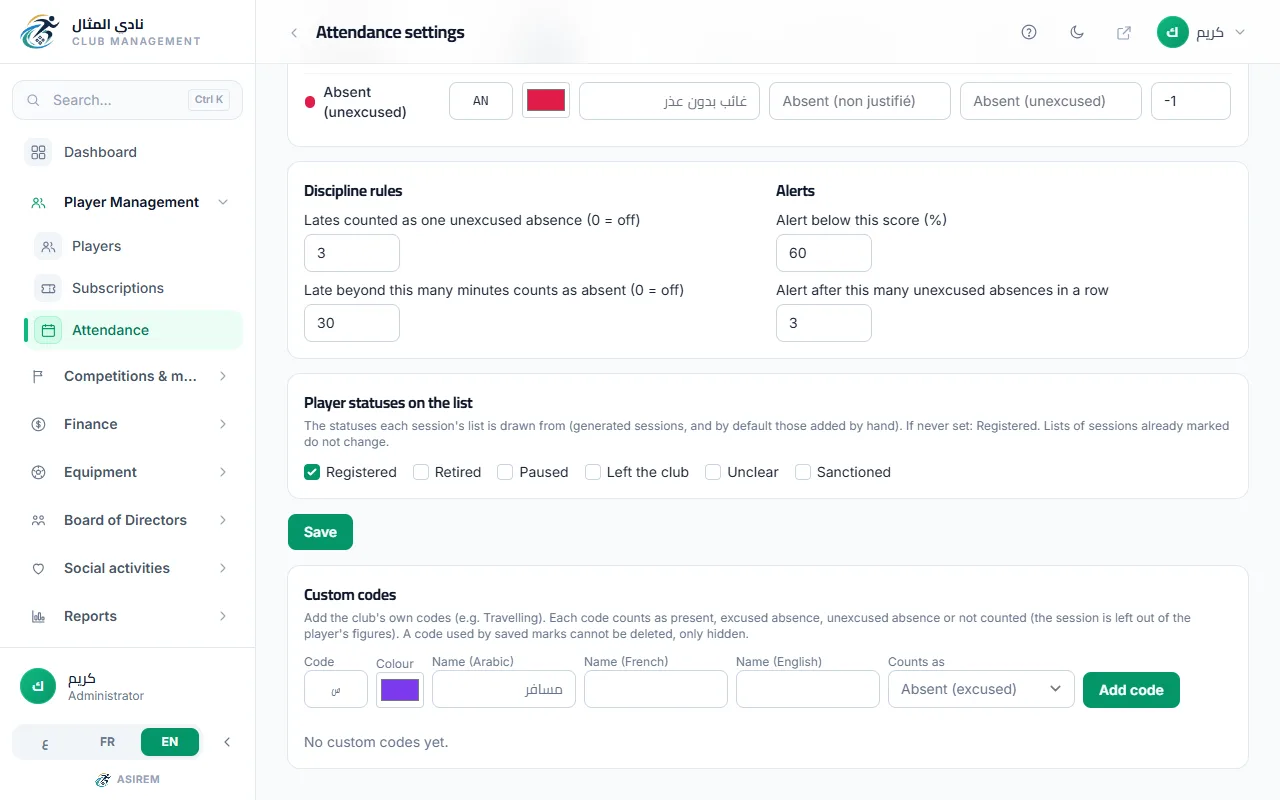 نادي المثال
CLUB MANAGEMENT
Search...
Ctrl K
Dashboard
Player Management
Players
Subscriptions
Attendance
Competitions & m...
Finance
Equipment
Board of Directors
Social activities
Reports
ك
كريم
Administrator
ع
FR
EN
ASIREM
Attendance settings
ك
كريم
Absent
(unexcused)
AN
غائب بدون عذر
Absent (non justifié)
Absent (unexcused)
-1
Discipline rules
Lates counted as one unexcused absence (0 = off)
3
Late beyond this many minutes counts as absent (0 = off)
30
Alerts
Alert below this score (%)
60
Alert after this many unexcused absences in a row
3
Player statuses on the list
The statuses each session's list is drawn from (generated sessions, and by default those added by hand). If never set: Registered. Lists of sessions already marked
do not change.
Registered
Retired
Paused
Left the club
Unclear
Sanctioned
Save
Custom codes
Add the club's own codes (e.g. Travelling). Each code counts as present, excused absence, unexcused absence or not counted (the session is left out of the
player's figures). A code used by saved marks cannot be deleted, only hidden.
Code
Colour
Name (Arabic)
Name (French)
Name (English)
Counts as
س
مسافر
Absent (excused)
Add code
No custom codes yet.